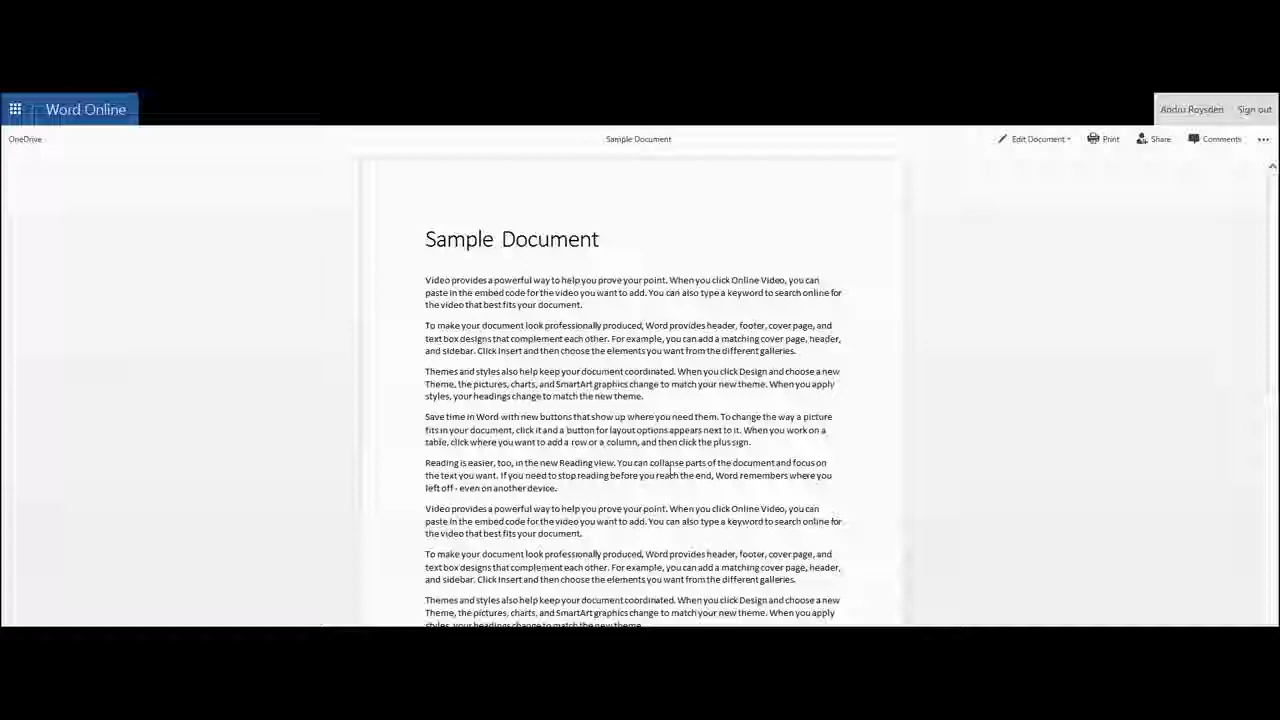 Word Online
Andru Roysden Sign out
OneDrive
Sample Document
Edit Document Print Share Comments
Sample Document
Video provides a powerful way to help you prove your point. When you click Online Video, you can
paste in the embed code for the video you want to add. You can also type a keyword to search online for
the video that best fits your document.
To make your document look professionally produced, Word provides header, footer, cover page, and
text box designs that complement each other. For example, you can add a matching cover page, header,
and sidebar. Click Insert and then choose the elements you want from the different galleries.
Themes and styles also help keep your document coordinated. When you click Design and choose a new
Theme, the pictures, charts, and SmartArt graphics change to match your new theme. When you apply
styles, your headings change to match the new theme.
Save time in Word with new buttons that show up where you need them. To change the way a picture
fits in your document, click it and a button for layout options appears next to it. When you work on a
table, click where you want to add a row or a column, and then click the plus sign.
Reading is easier, too, in the new Reading view. You can collapse parts of the document and focus on
the text you want. If you need to stop reading before you reach the end, Word remembers where you
left off - even on another device.
Video provides a powerful way to help you prove your point. When you click Online Video, you can
paste in the embed code for the video you want to add. You can also type a keyword to search online for
the video that best fits your document.
To make your document look professionally produced, Word provides header, footer, cover page, and
text box designs that complement each other. For example, you can add a matching cover page, header,
and sidebar. Click Insert and then choose the elements you want from the different galleries.
Themes and styles also help keep your document coordinated. When you click Design and choose a new
Theme, the pictures, charts, and SmartArt graphics change to match your new theme. When you apply
styles, your headings change to match the new theme.